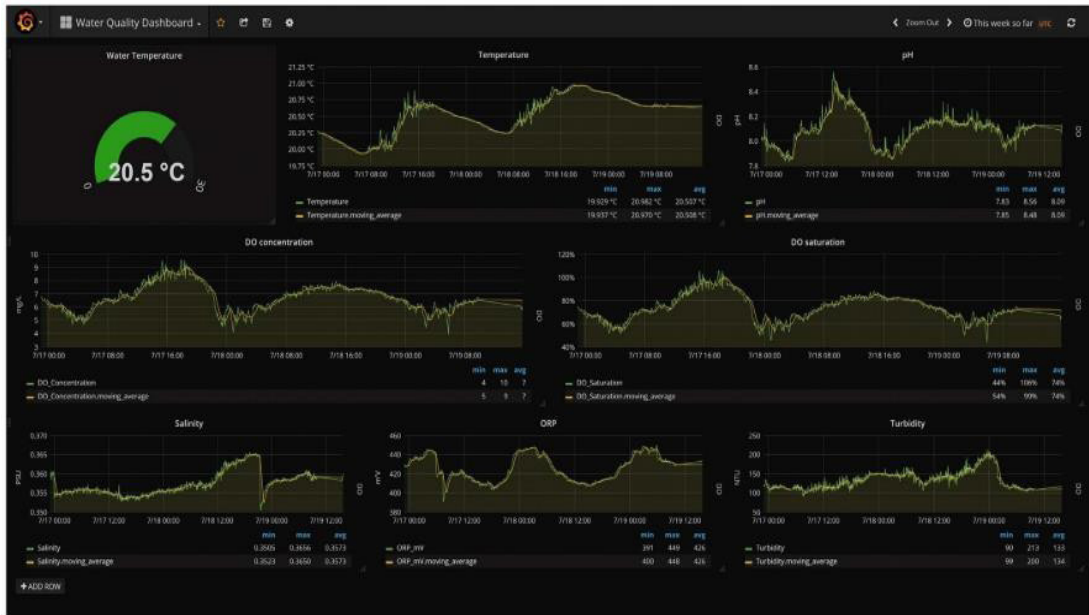 Water Quality Dashboard
Zoom Out This week so far UTC
Water Temperature
20.5 °C
0
30
Temperature
21.25 °C
21.00 °C
20.75 °C
20.50 °C
20.25 °C
20.00 °C
19.75 °C
7/17 00:00 7/17 08:00 7/17 16:00 7/18 00:00 7/18 08:00 7/18 16:00 7/19 00:00 7/19 08:00
DO
min max avg
Temperature 19.929 °C 20.982 °C 20.507 °C
Temperature.moving_average 19.937 °C 20.970 °C 20.508 °C
pH
pH
8.6
8.4
8.2
8.0
7.8
7/17 00:00 7/17 12:00 7/18 00:00 7/18 12:00 7/19 00:00 7/19 12:00
DO
min max avg
pH 7.83 8.56 8.09
pH.moving_average 7.85 8.48 8.09
DO concentration
mg/L
10
9
8
7
6
5
4
3
7/17 00:00 7/17 08:00 7/17 16:00 7/18 00:00 7/18 08:00 7/18 16:00 7/19 00:00 7/19 08:00
DO
min max avg
DO_Concentration 4 10 7
DO_Concentration.moving_average 5 9 7
DO saturation
120%
100%
80%
60%
40%
7/17 00:00 7/17 08:00 7/17 16:00 7/18 00:00 7/18 08:00 7/18 16:00 7/19 00:00 7/19 08:00
DO
min max avg
DO_Saturation 44% 106% 74%
DO_Saturation.moving_average 54% 99% 74%
Salinity
PSU
0.370
0.365
0.360
0.355
0.350
7/17 00:00 7/17 12:00 7/18 00:00 7/18 12:00 7/19 00:00 7/19 12:00
DO
min max avg
Salinity 0.3505 0.3656 0.3573
Salinity.moving_average 0.3523 0.3650 0.3573
ORP
mV
460
440
420
400
380
7/17 00:00 7/17 12:00 7/18 00:00 7/18 12:00 7/19 00:00 7/19 12:00
DO
min max avg
ORP_mV 391 449 426
ORP_mV.moving_average 400 448 426
Turbidity
NTU
250
200
150
100
50
7/17 00:00 7/17 12:00 7/18 00:00 7/18 12:00 7/19 00:00 7/19 12:00
DO
min max avg
Turbidity 90 213 133
Turbidity.moving_average 99 200 134
+ ADD ROW